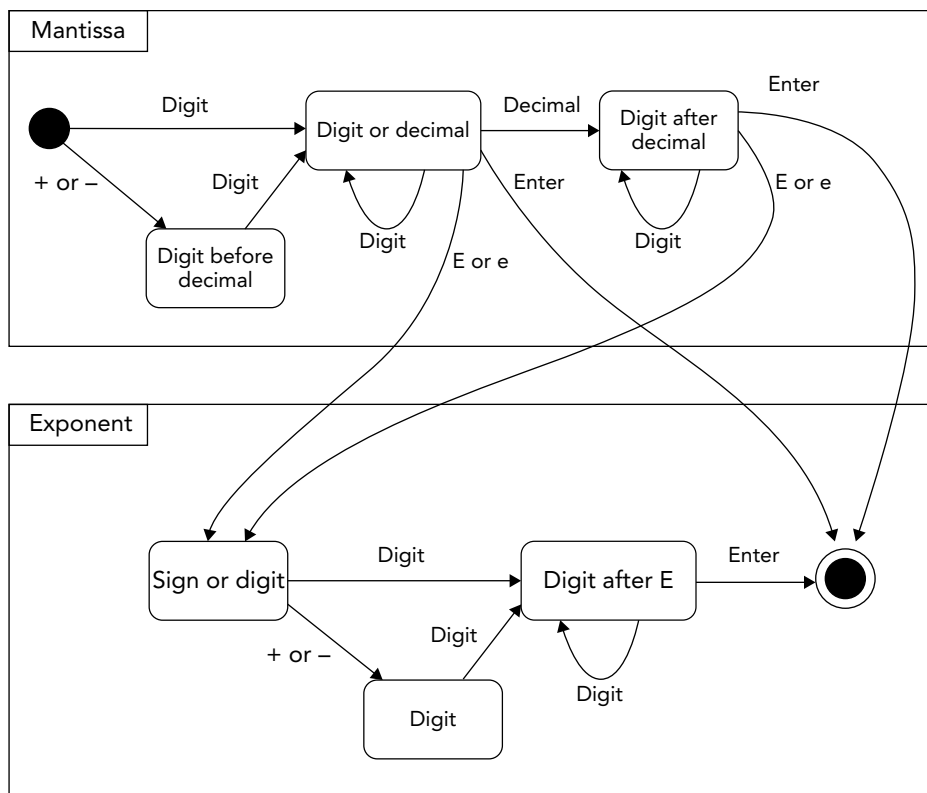 Mantissa
Enter
Digit
Decimal
Digit or decimal
Digit after
decimal
+ or –
Digit
Enter
E or e
Digit
Digit
Digit before
decimal
E or e
Exponent
Sign or digit
Digit
Digit after E
Enter
+ or –
Digit
Digit
Digit